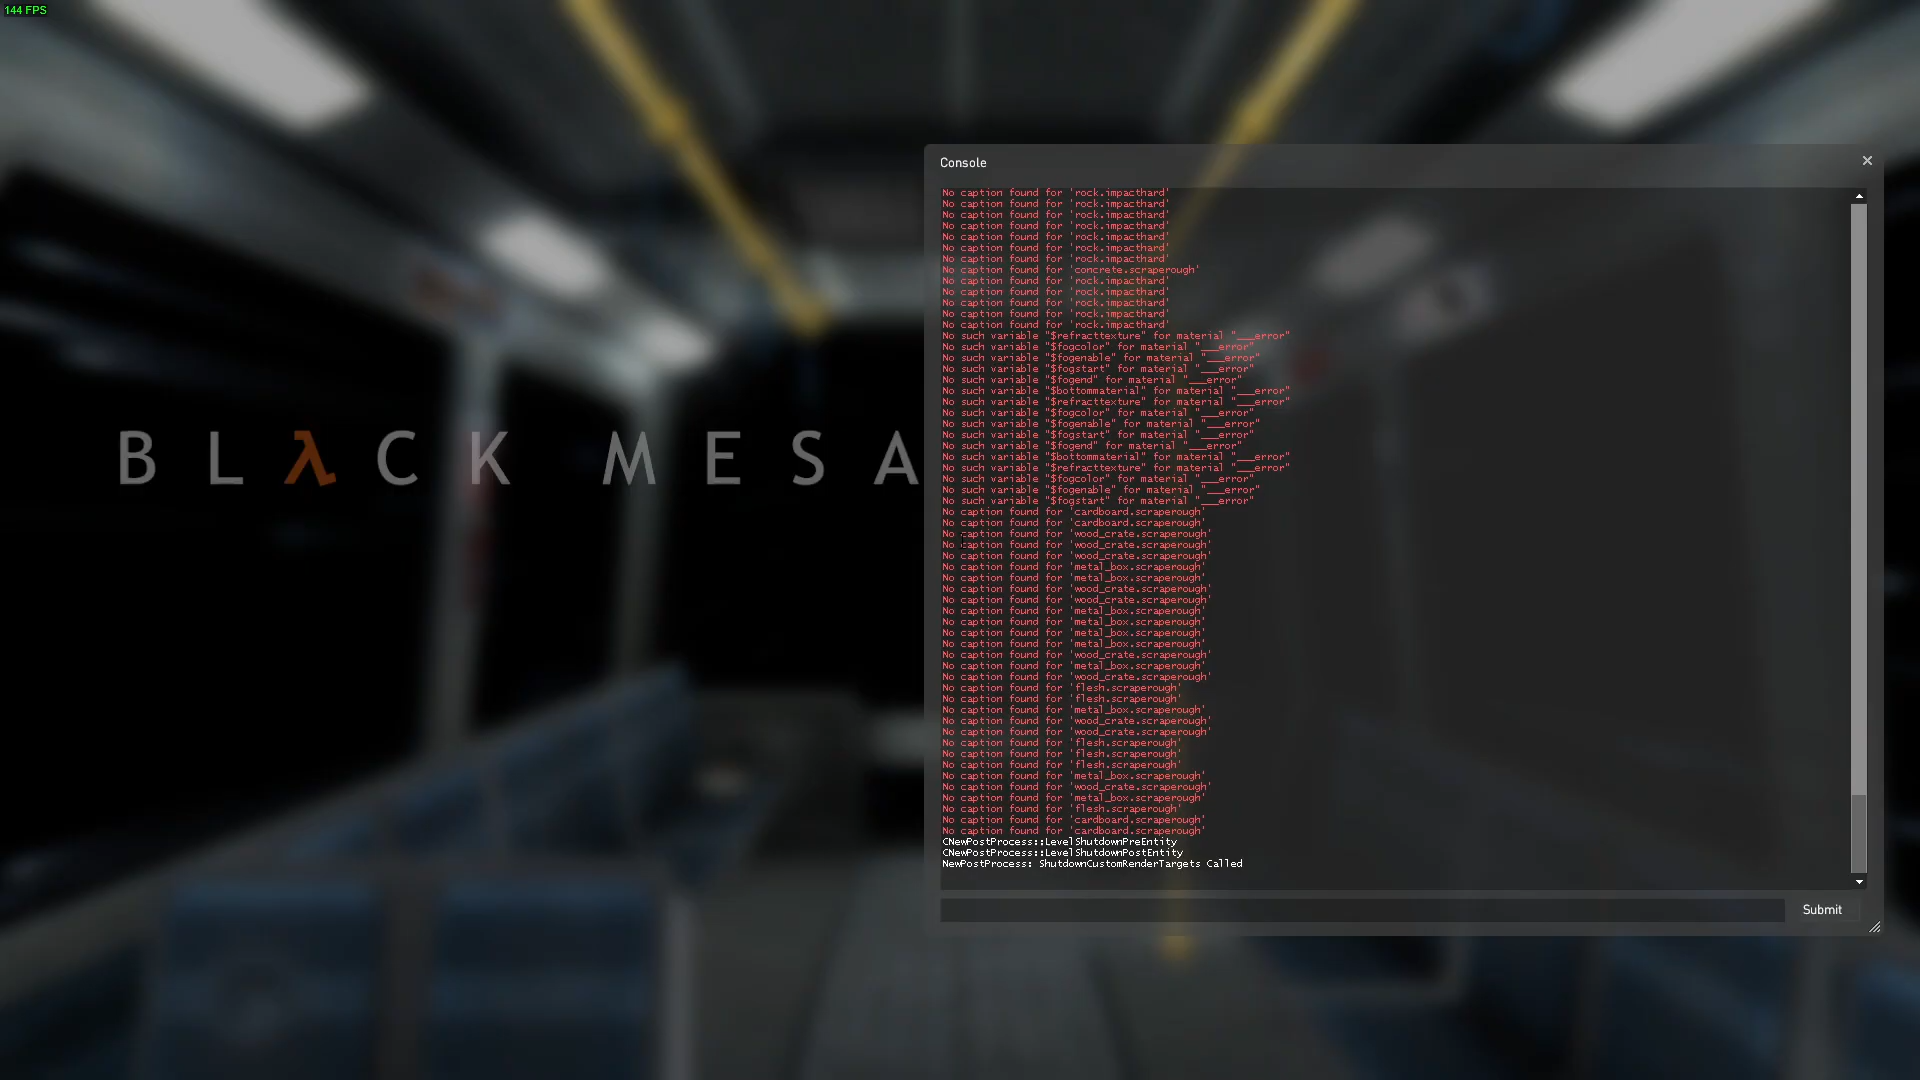 144 FPS
BLλCK MESA
Console
No caption found for 'rock.impacthard'
No caption found for 'rock.impacthard'
No caption found for 'rock.impacthard'
No caption found for 'rock.impacthard'
No caption found for 'rock.impacthard'
No caption found for 'rock.impacthard'
No caption found for 'rock.impacthard'
No caption found for 'concrete.scraperough'
No caption found for 'rock.impacthard'
No caption found for 'rock.impacthard'
No caption found for 'rock.impacthard'
No caption found for 'rock.impacthard'
No caption found for 'rock.impacthard'
No such variable "$refracttexture" for material "___error"
No such variable "$fogcolor" for material "___error"
No such variable "$fogenable" for material "___error"
No such variable "$fogstart" for material "___error"
No such variable "$fogend" for material "___error"
No such variable "$bottommaterial" for material "___error"
No such variable "$refracttexture" for material "___error"
No such variable "$fogcolor" for material "___error"
No such variable "$fogenable" for material "___error"
No such variable "$fogstart" for material "___error"
No such variable "$fogend" for material "___error"
No such variable "$bottommaterial" for material "___error"
No such variable "$refracttexture" for material "___error"
No such variable "$fogcolor" for material "___error"
No such variable "$fogenable" for material "___error"
No such variable "$fogstart" for material "___error"
No caption found for 'cardboard.scraperough'
No caption found for 'cardboard.scraperough'
No caption found for 'wood_crate.scraperough'
No caption found for 'wood_crate.scraperough'
No caption found for 'wood_crate.scraperough'
No caption found for 'metal_box.scraperough'
No caption found for 'metal_box.scraperough'
No caption found for 'wood_crate.scraperough'
No caption found for 'wood_crate.scraperough'
No caption found for 'metal_box.scraperough'
No caption found for 'metal_box.scraperough'
No caption found for 'metal_box.scraperough'
No caption found for 'metal_box.scraperough'
No caption found for 'wood_crate.scraperough'
No caption found for 'metal_box.scraperough'
No caption found for 'wood_crate.scraperough'
No caption found for 'flesh.scraperough'
No caption found for 'flesh.scraperough'
No caption found for 'metal_box.scraperough'
No caption found for 'wood_crate.scraperough'
No caption found for 'wood_crate.scraperough'
No caption found for 'flesh.scraperough'
No caption found for 'flesh.scraperough'
No caption found for 'flesh.scraperough'
No caption found for 'metal_box.scraperough'
No caption found for 'wood_crate.scraperough'
No caption found for 'metal_box.scraperough'
No caption found for 'flesh.scraperough'
No caption found for 'cardboard.scraperough'
No caption found for 'cardboard.scraperough'
CNewPostProcess::LevelShutdownPreEntity
CNewPostProcess::LevelShutdownPostEntity
NewPostProcess: ShutdownCustomRenderTargets Called
Submit